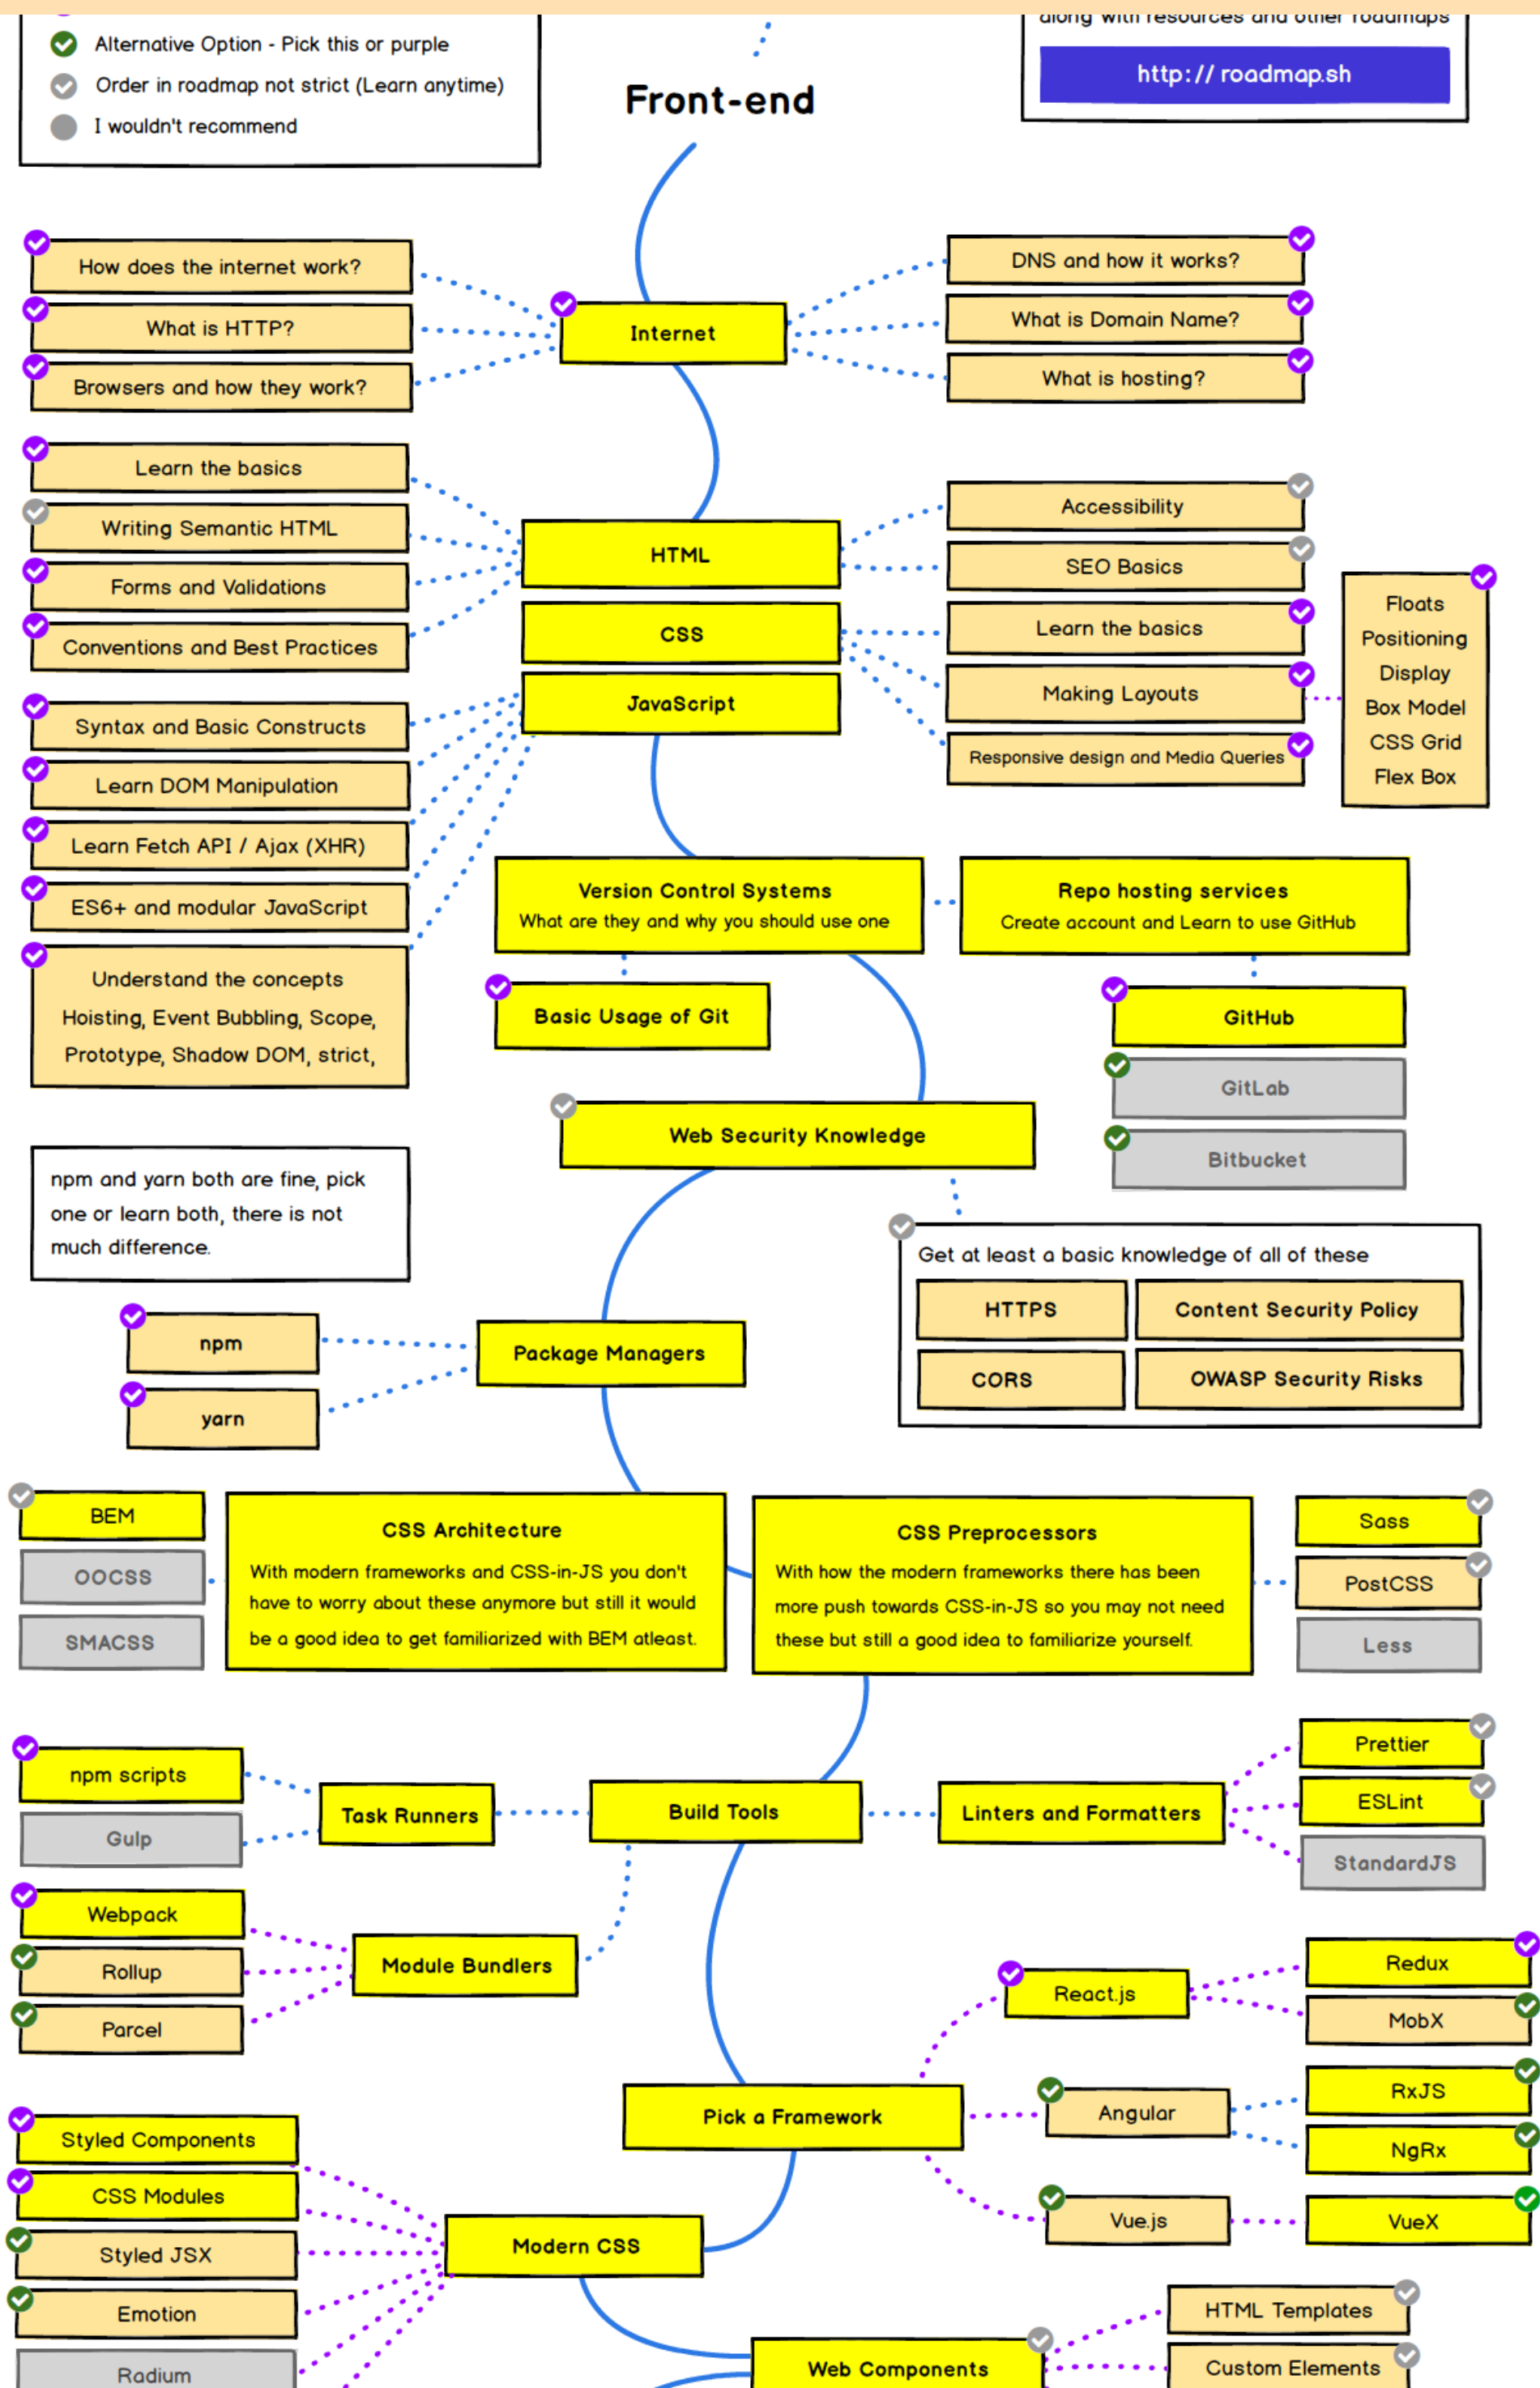 along with resources and other roadmaps
Alternative Option - Pick this or purple
Order in roadmap not strict (Learn anytime)
I wouldn't recommend
http: // roadmap.sh
Front-end
How does the internet work?
What is HTTP?
Browsers and how they work?
Internet
DNS and how it works?
What is Domain Name?
What is hosting?
Learn the basics
Writing Semantic HTML
Forms and Validations
Conventions and Best Practices
HTML
CSS
JavaScript
Accessibility
SEO Basics
Learn the basics
Making Layouts
Responsive design and Media Queries
Floats
Positioning
Display
Box Model
CSS Grid
Flex Box
Syntax and Basic Constructs
Learn DOM Manipulation
Learn Fetch API / Ajax (XHR)
ES6+ and modular JavaScript
Understand the concepts
Hoisting, Event Bubbling, Scope,
Prototype, Shadow DOM, strict,
Version Control Systems
What are they and why you should use one
Repo hosting services
Create account and Learn to use GitHub
Basic Usage of Git
GitHub
GitLab
Bitbucket
Web Security Knowledge
Get at least a basic knowledge of all of these
HTTPS
Content Security Policy
CORS
OWASP Security Risks
npm and yarn both are fine, pick
one or learn both, there is not
much difference.
npm
yarn
Package Managers
BEM
OOCSS
SMACSS
CSS Architecture
With modern frameworks and CSS-in-JS you don't
have to worry about these anymore but still it would
be a good idea to get familiarized with BEM atleast.
CSS Preprocessors
With how the modern frameworks there has been
more push towards CSS-in-JS so you may not need
these but still a good idea to familiarize yourself.
Sass
PostCSS
Less
npm scripts
Gulp
Task Runners
Build Tools
Linters and Formatters
Prettier
ESLint
StandardJS
Webpack
Rollup
Parcel
Module Bundlers
Pick a Framework
React.js
Redux
MobX
Angular
RxJS
NgRx
Vue.js
VueX
Styled Components
CSS Modules
Styled JSX
Emotion
Radium
Modern CSS
Web Components
HTML Templates
Custom Elements